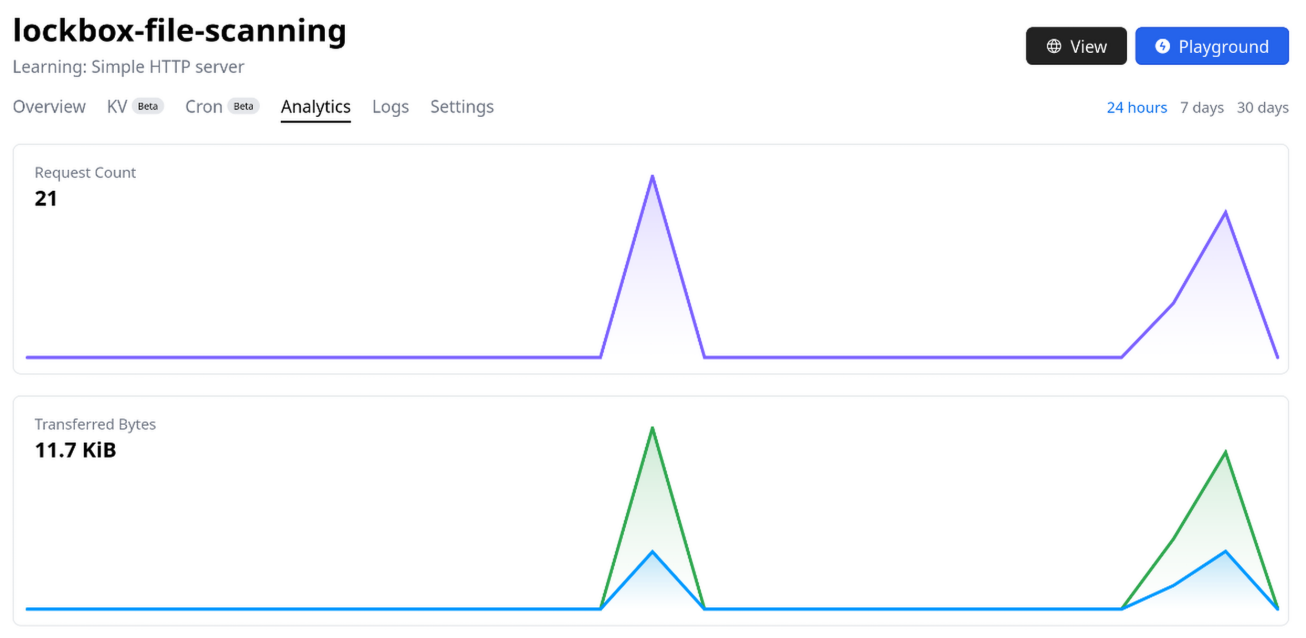 lockbox-file-scanning
Learning: Simple HTTP server
View
Playground
Overview KV Beta Cron Beta Analytics Logs Settings
24 hours 7 days 30 days
Request Count
21
Transferred Bytes
11.7 KiB